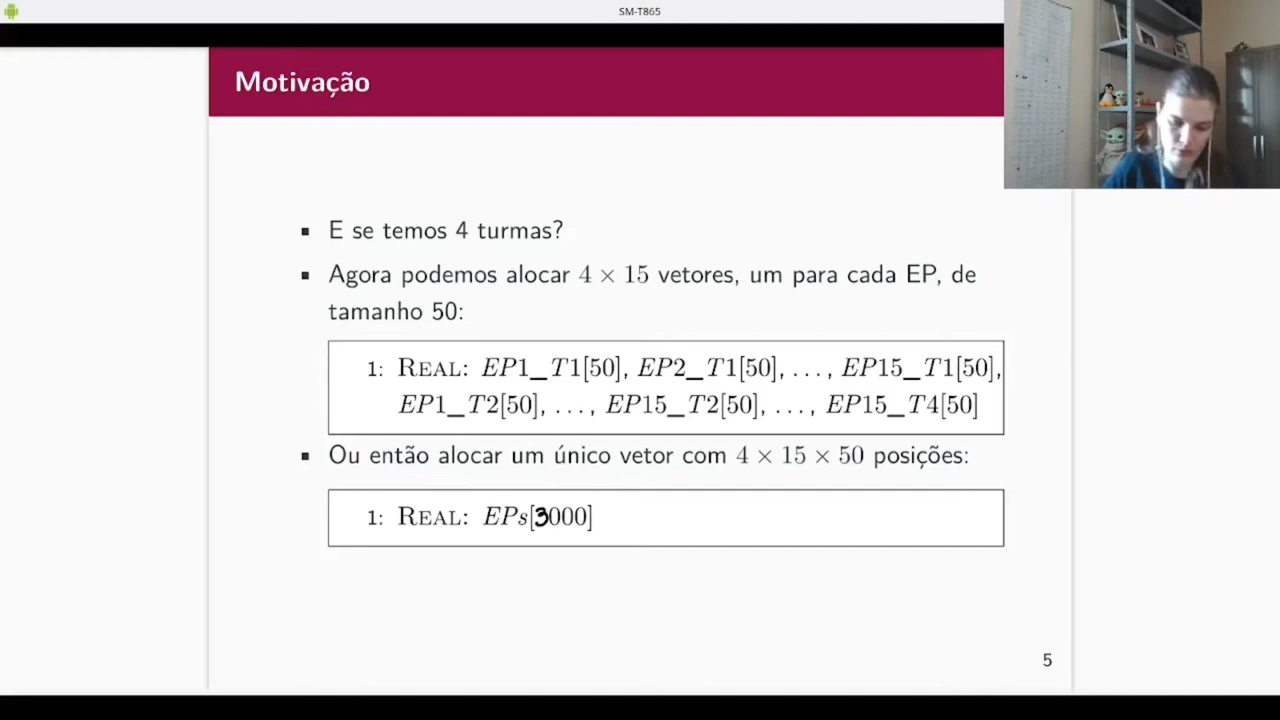 SM-T865
Motivação
▪ E se temos 4 turmas?
▪ Agora podemos alocar 4 × 15 vetores, um para cada EP, de
tamanho 50:
1: REAL: EP1_T1[50], EP2_T1[50], . . . , EP15_T1[50],
EP1_T2[50], . . . , EP15_T2[50], . . . , EP15_T4[50]
▪ Ou então alocar um único vetor com 4 × 15 × 50 posições:
1: REAL: EPs[3000]
5